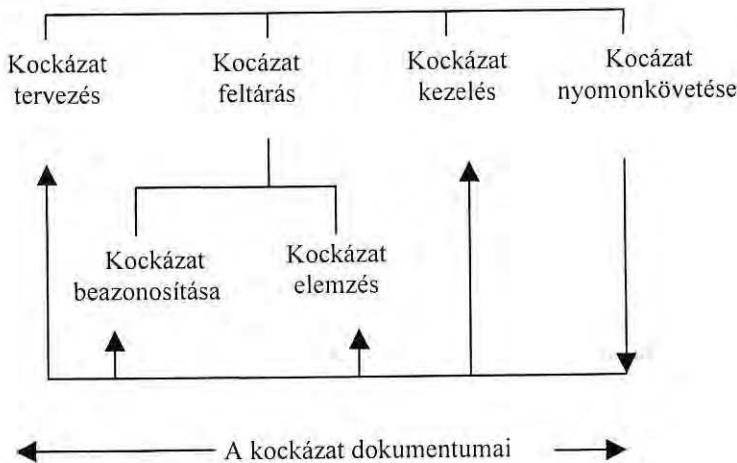 Kockázat
tervezés
Kocázat
feltárás
Kockázat
kezelés
Kocázat
nyomonkövetése
Kockázat
beazonosítása
Kockázat
elemzés
A kockázat dokumentumai